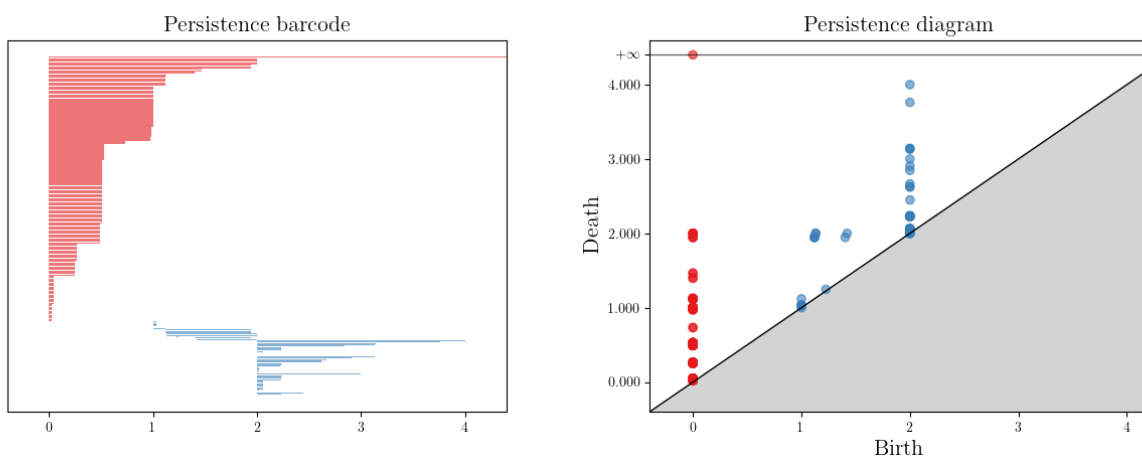 Persistence barcode
0 1 2 3 4
Persistence diagram
+∞
4.000
3.000
2.000
1.000
0.000
Death
0 1 2 3 4
Birth